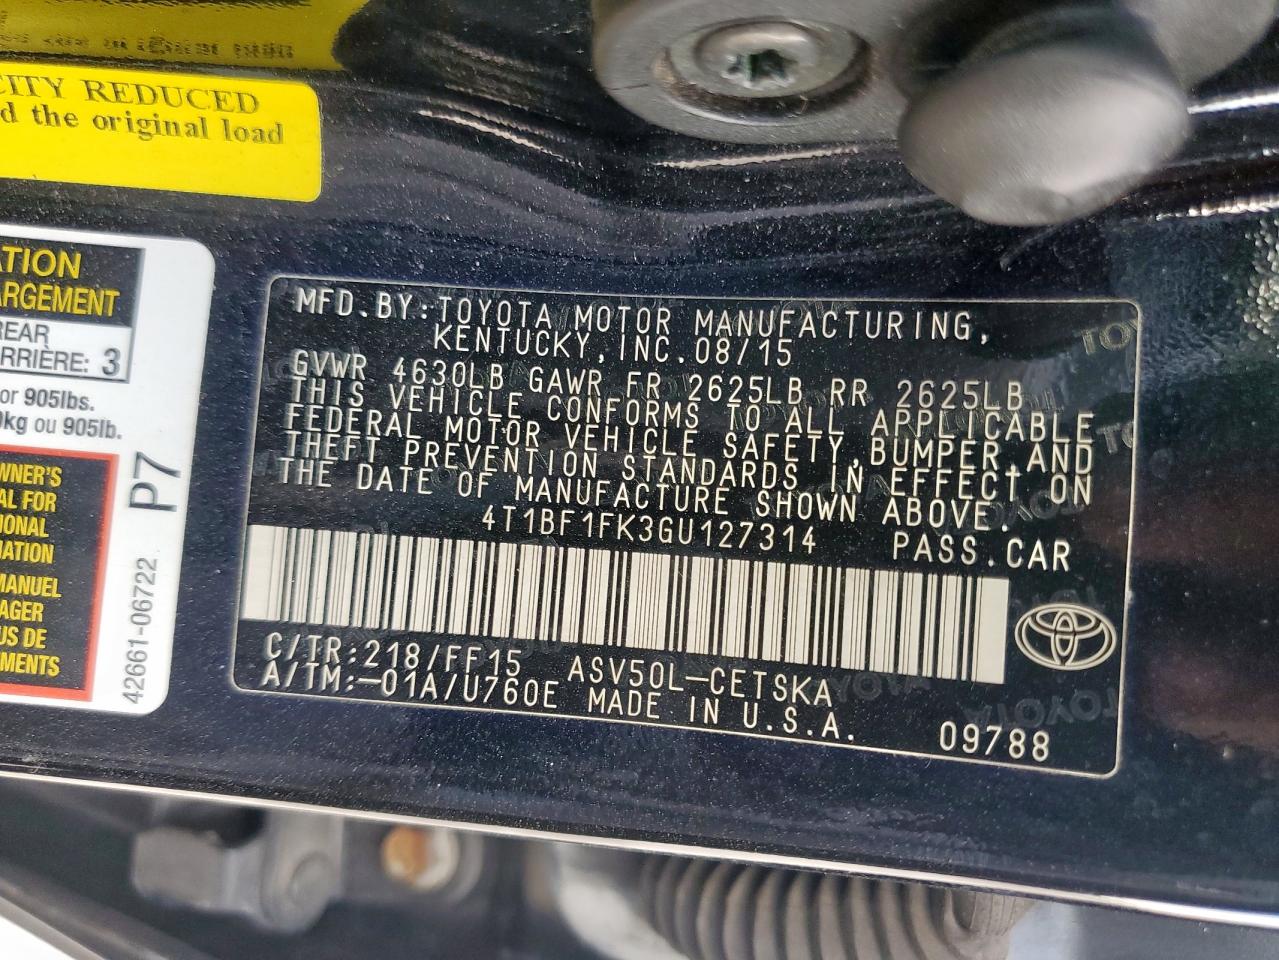 CITY REDUCED
d the original load
ATION
ARGEMENT
REAR
ARRIÈRE: 3
or 905lbs.
0kg ou 905lb.
OWNER'S
AL FOR
IONAL
MATION
MANUEL
AGER
US DE
EMENTS
P7
42661-06722
MFD.BY:TOYOTA MOTOR MANUFACTURING,
KENTUCKY,INC.08/15
GVWR 4630LB GAWR FR 2625LB RR 2625LB
THIS VEHICLE CONFORMS TO ALL APPLICABLE
FEDERAL MOTOR VEHICLE SAFETY,BUMPER,AND
THEFT PREVENTION STANDARDS IN EFFECT ON
THE DATE OF MANUFACTURE SHOWN ABOVE.
4T1BF1FK3GU127314 PASS.CAR
C/TR:218/FF15 ASV50L-CETSKA
A/TM:-01A/U760E MADE IN U.S.A.
09788